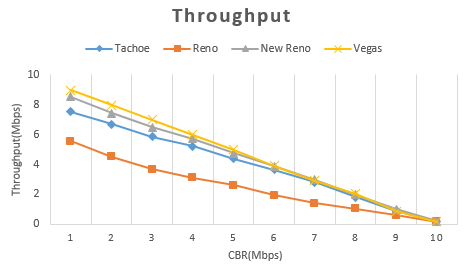 Throughput
Tachoe Reno New Reno Vegas
10
8
6
4
2
0
Throughput(Mbps)
1 2 3 4 5 6 7 8 9 10
CBR(Mbps)